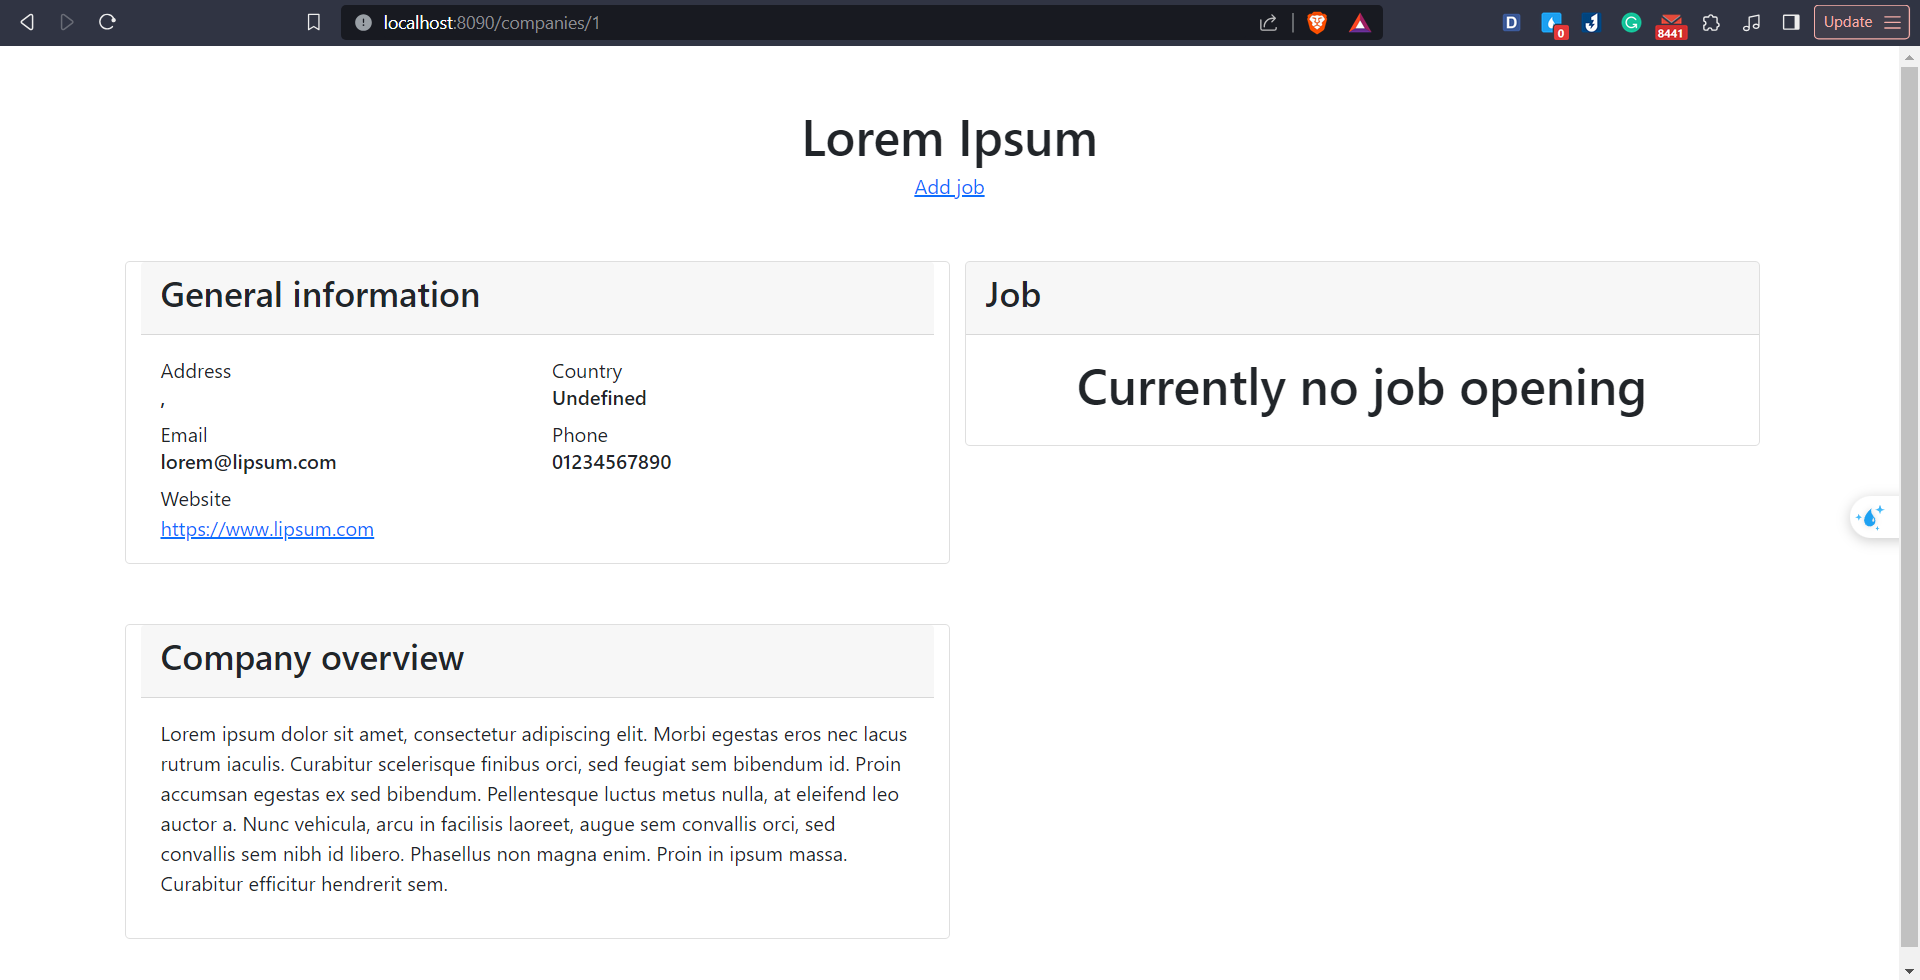 localhost:8090/companies/1
D
0
G
8441
Update
Lorem Ipsum
Add job
General information
Address
,
Country
Undefined
Email
lorem@lipsum.com
Phone
01234567890
Website
https://www.lipsum.com
Job
Currently no job opening
Company overview
Lorem ipsum dolor sit amet, consectetur adipiscing elit. Morbi egestas eros nec lacus
rutrum iaculis. Curabitur scelerisque finibus orci, sed feugiat sem bibendum id. Proin
accumsan egestas ex sed bibendum. Pellentesque luctus metus nulla, at eleifend leo
auctor a. Nunc vehicula, arcu in facilisis laoreet, augue sem convallis orci, sed
convallis sem nibh id libero. Phasellus non magna enim. Proin in ipsum massa.
Curabitur efficitur hendrerit sem.